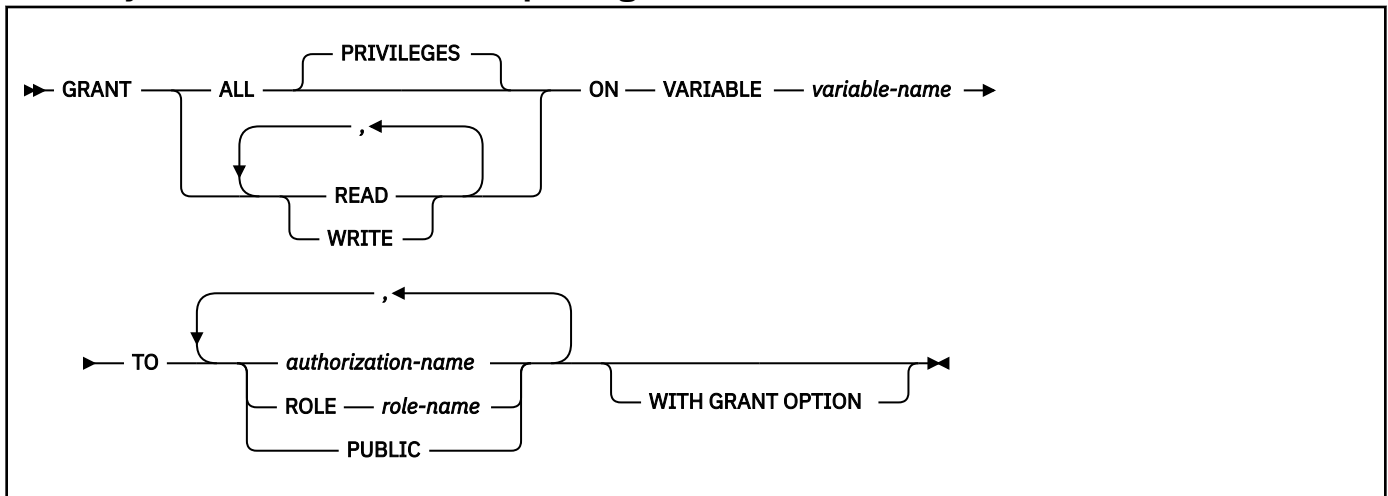 PRIVILEGES
GRANT ALL ON VARIABLE variable-name
,
READ
WRITE
,
TO authorization-name
ROLE role-name
WITH GRANT OPTION
PUBLIC